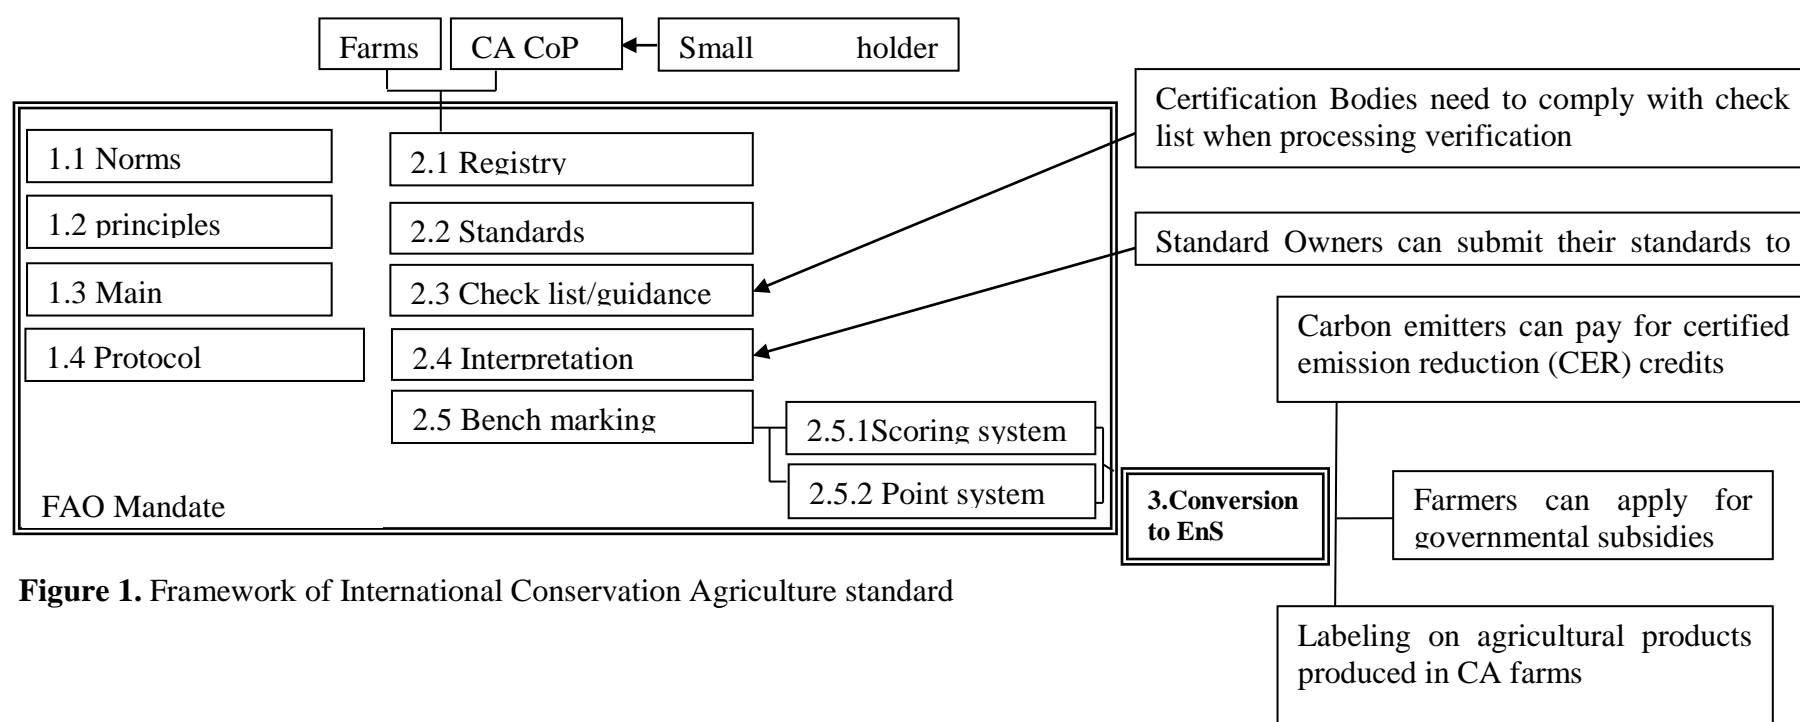 Farms
CA CoP
Small holder
Certification Bodies need to comply with check
list when processing verification
1.1 Norms
2.1 Registry
1.2 principles
2.2 Standards
Standard Owners can submit their standards to
1.3 Main
2.3 Check list/guidance
1.4 Protocol
2.4 Interpretation
Carbon emitters can pay for certified
emission reduction (CER) credits
2.5 Bench marking
2.5.1Scoring system
2.5.2 Point system
FAO Mandate
3.Conversion
to EnS
Farmers can apply for
governmental subsidies
Figure 1. Framework of International Conservation Agriculture standard
Labeling on agricultural products
produced in CA farms